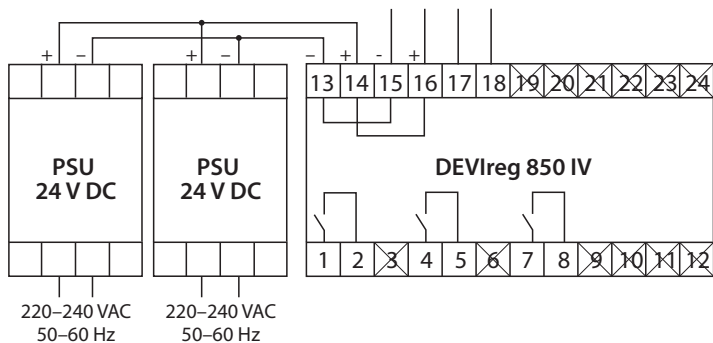 + – + – – + - +
13 14 15 16 17 18 19 20 21 22 23 24
PSU
24 V DC
PSU
24 V DC
DEVIreg 850 IV
1 2 3 4 5 6 7 8 9 10 11 12
220–240 VAC
50–60 Hz
220–240 VAC
50–60 Hz